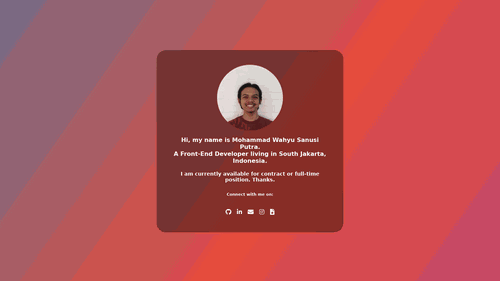 Hi, my name is Mohammad Wahyu Sanusi
Putra.
A Front-End Developer living in South Jakarta,
Indonesia.
I am currently available for contract or full-time
position. Thanks.
Connect with me on: